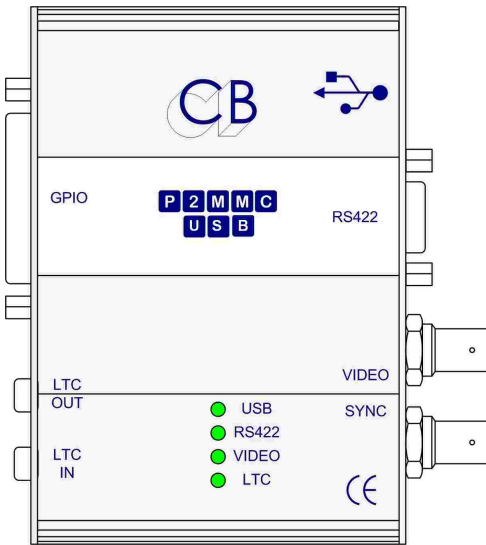 CB
GPIO
P2MMC
USB
RS422
VIDEO
LTC
OUT
SYNC
USB
RS422
VIDEO
LTC
LTC
IN
CE